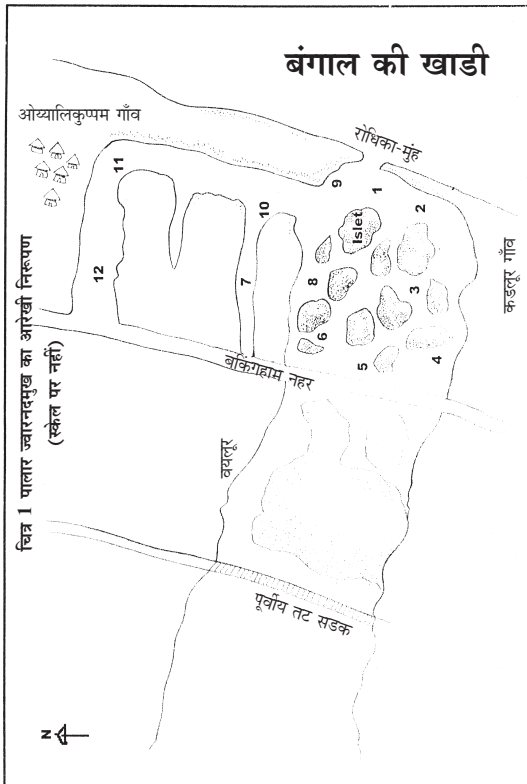 बंगाल की खाडी
ओय्यालिकुप्पम गाँव
रोधिका-मुंह
11
9
1
10
2
Islet
12
7
8
3
6
5
4
कडलूर गाँव
बकिंगहाम नहर
वयलूर
पूर्वीय तट सडक
चित्र 1 पालार ज्वारनदमुख का आरेखी निरूपण
(स्केल पर नहीं)
N